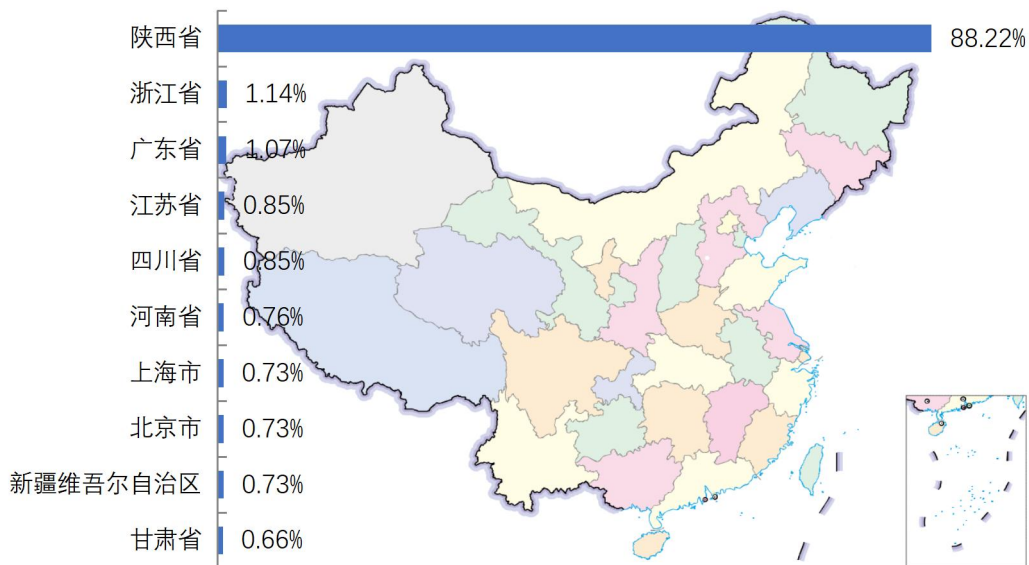 陕西省 88.22%
浙江省 1.14%
广东省 1.07%
江苏省 0.85%
四川省 0.85%
河南省 0.76%
上海市 0.73%
北京市 0.73%
新疆维吾尔自治区 0.73%
甘肃省 0.66%